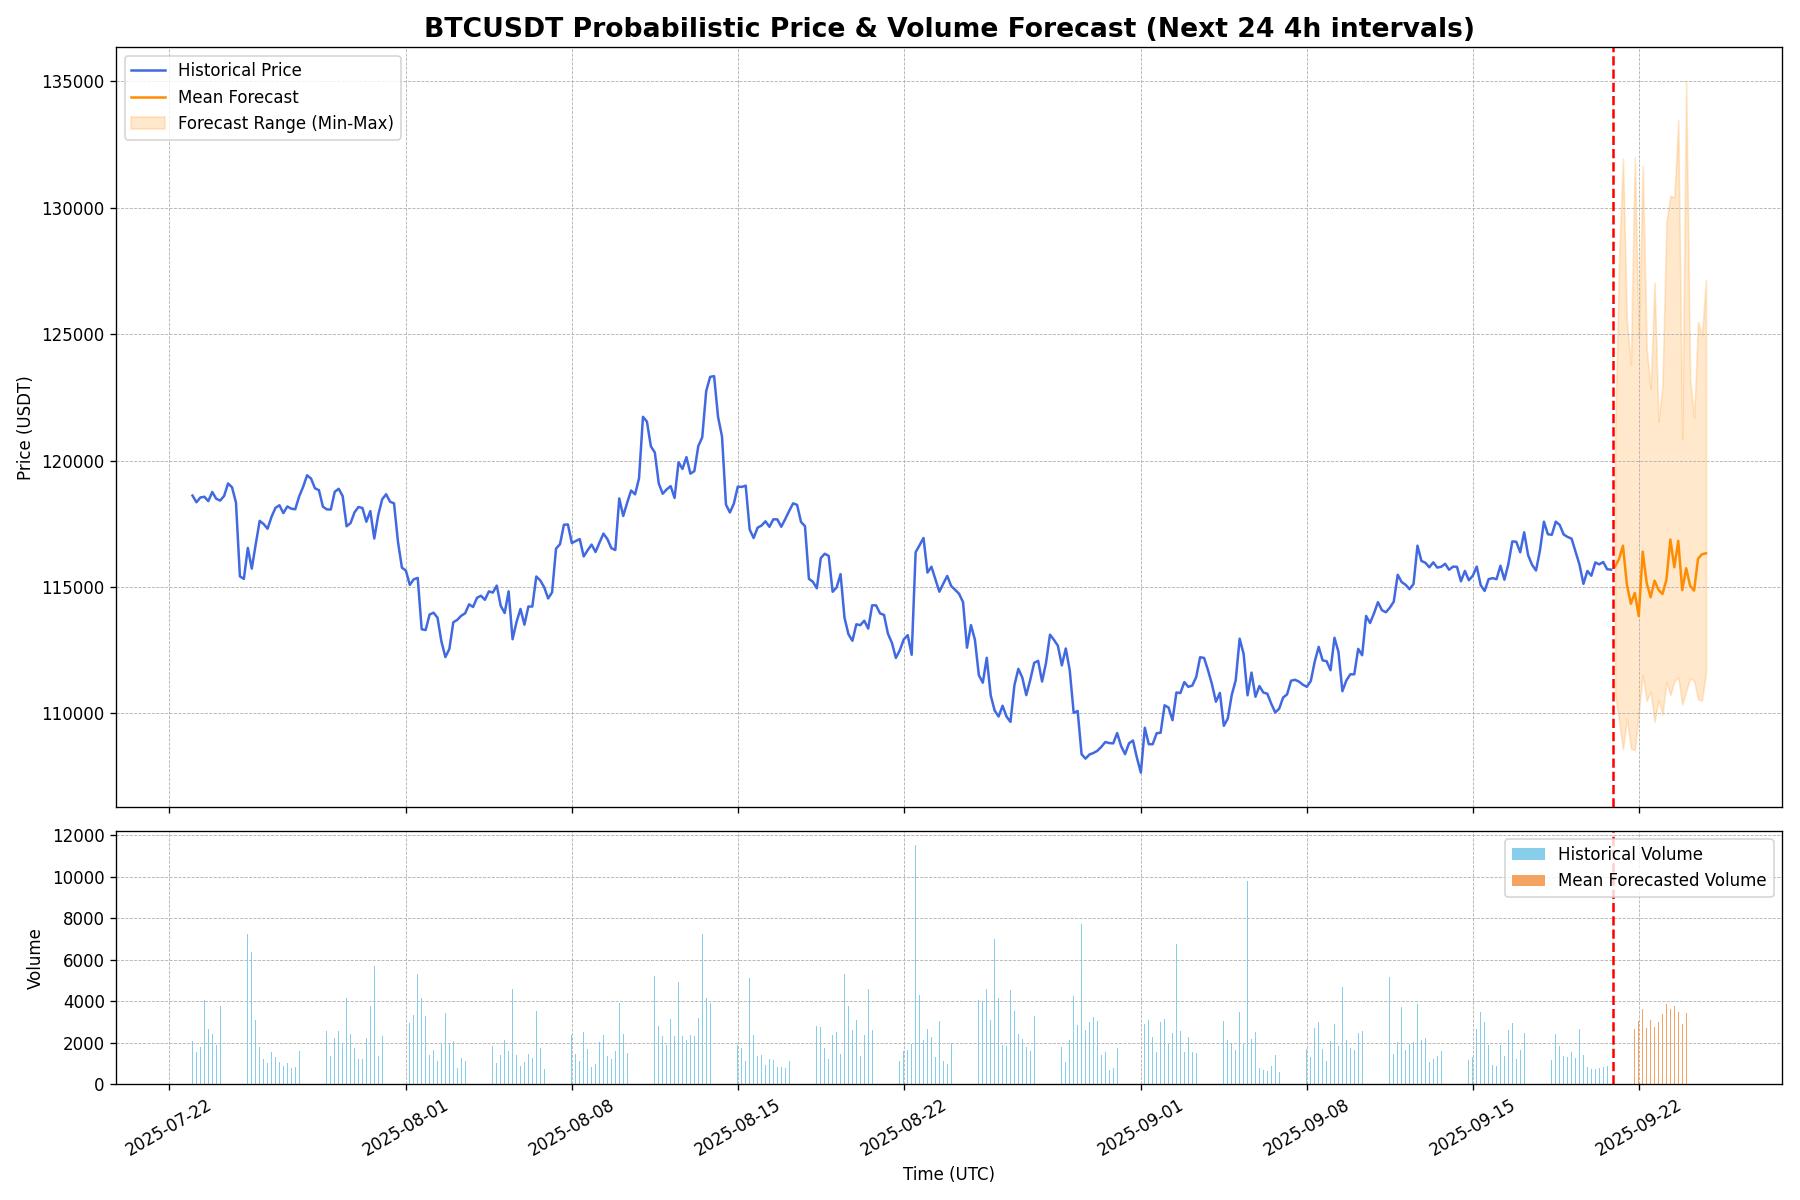 BTCUSDT Probabilistic Price & Volume Forecast (Next 24 4h intervals)
Historical Price
Mean Forecast
Forecast Range (Min-Max)
Price (USDT)
135000
130000
125000
120000
115000
110000
Historical Volume
Mean Forecasted Volume
Volume
12000
10000
8000
6000
4000
2000
0
2025-07-22
2025-08-01
2025-08-08
2025-08-15
2025-08-22
2025-09-01
2025-09-08
2025-09-15
2025-09-22
Time (UTC)